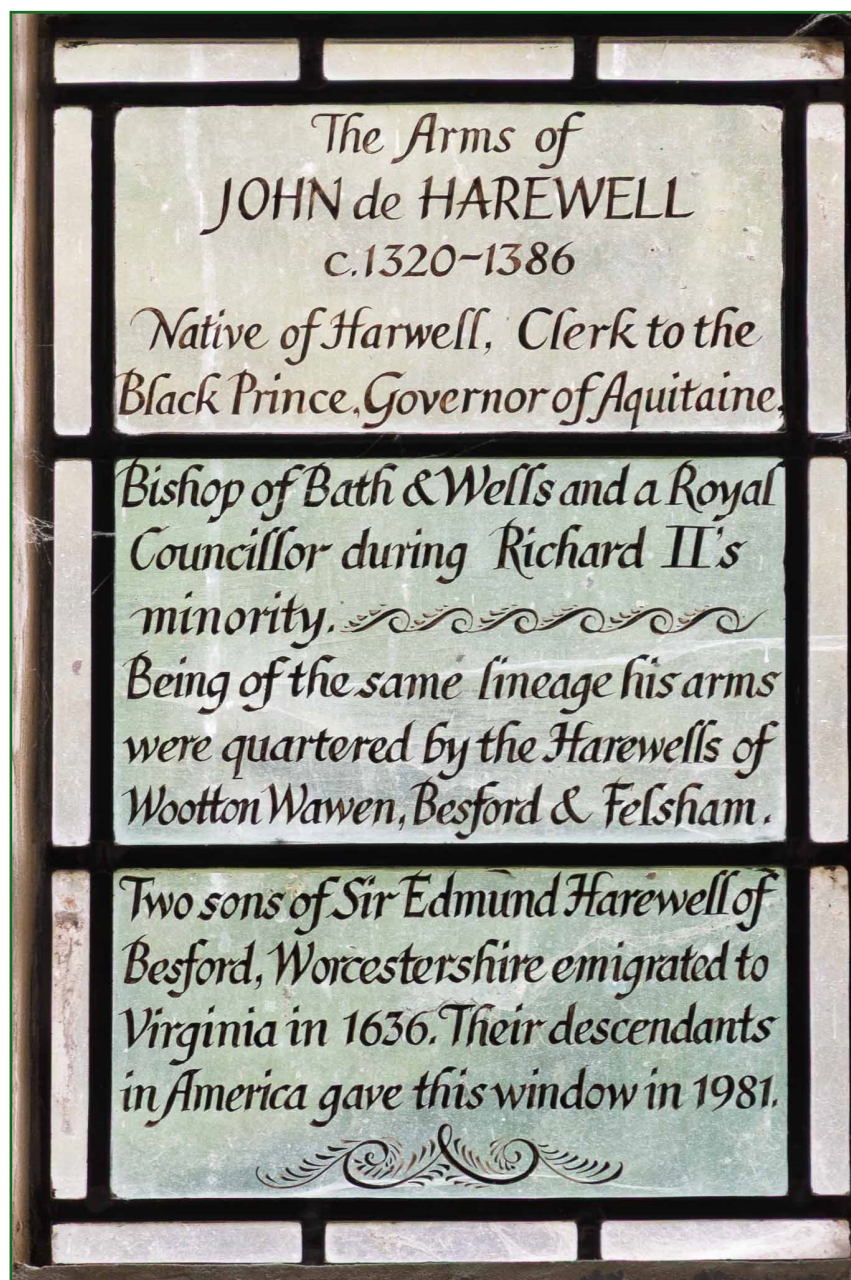 The Arms of
JOHN de HAREWELL
c.1320-1386
Native of Harwell, Clerk to the
Black Prince, Governor of Aquitaine,
Bishop of Bath & Wells and a Royal
Councillor during Richard II's
minority.
Being of the same lineage his arms
were quartered by the Harewells of
Wootton Wawen, Besford & Felsham.
Two sons of Sir Edmund Harewell of
Besford, Worcestershire emigrated to
Virginia in 1636. Their descendants
in America gave this window in 1981.